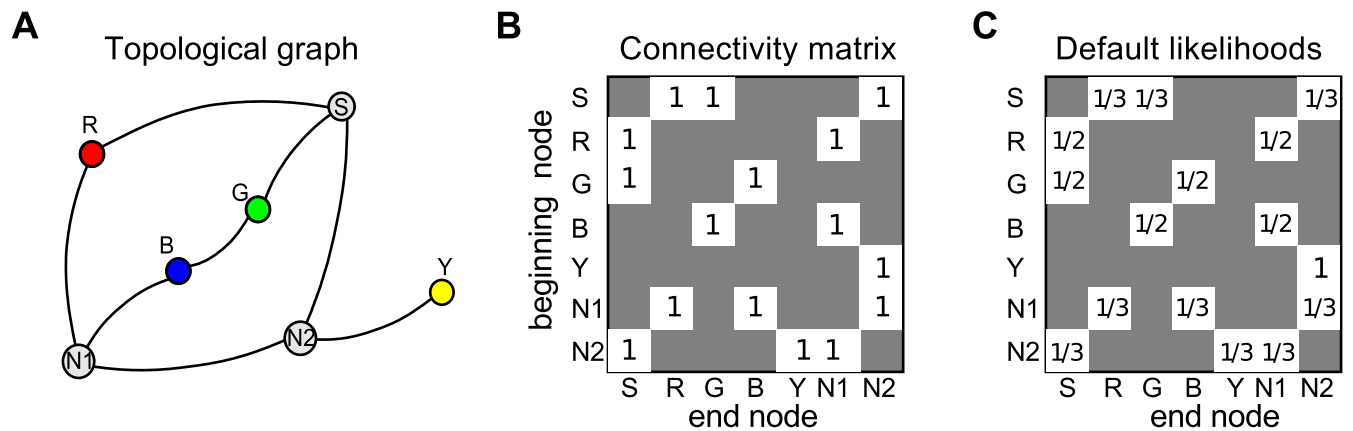 A
Topological graph
R
S
G
B
Y
N2
N1
B
Connectivity matrix
beginning node
S 1 1 1
R 1 1
G 1 1
B 1 1
Y 1
N1 1 1 1
N2 1 1 1
S R G B Y N1 N2
end node
C
Default likelihoods
S 1/3 1/3 1/3
R 1/2 1/2
G 1/2 1/2
B 1/2 1/2
Y 1
N1 1/3 1/3 1/3
N2 1/3 1/3 1/3
S R G B Y N1 N2
end node